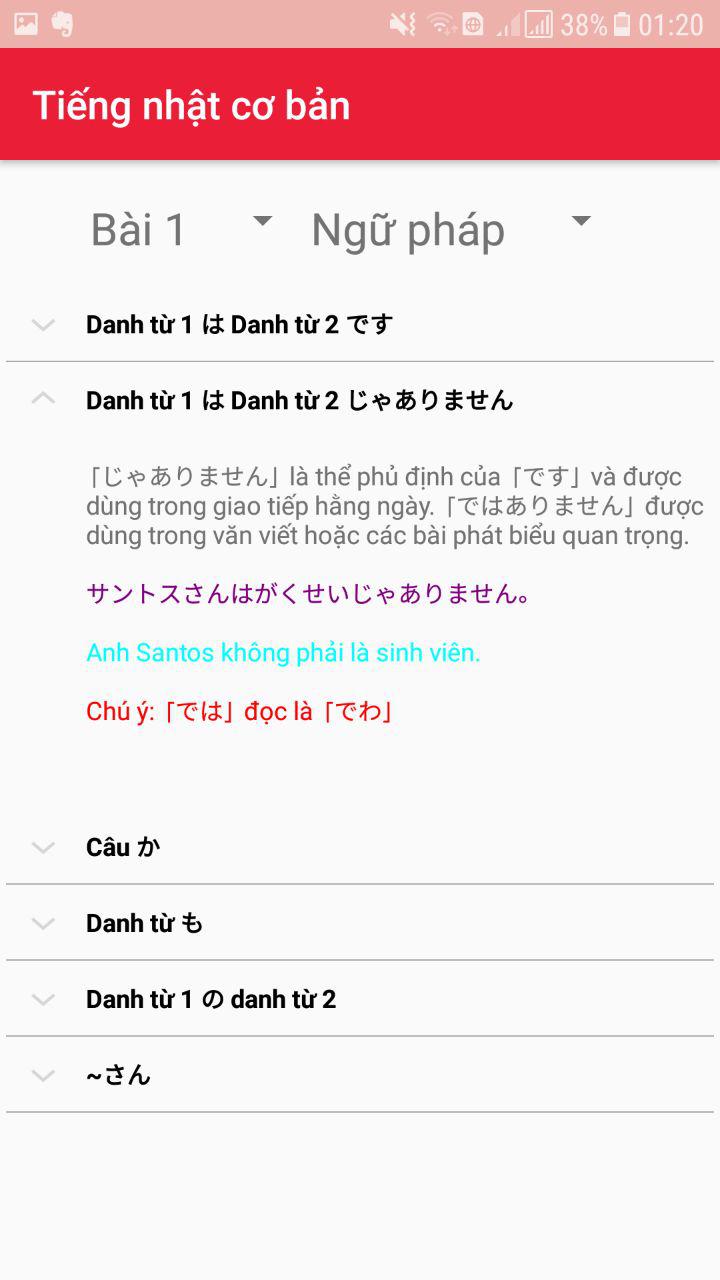 38% 01:20
Tiếng nhật cơ bản
Bài 1 Ngữ pháp
Danh từ 1 は Danh từ 2 です
Danh từ 1 は Danh từ 2 じゃありません
「じゃありません」là thể phủ định của「です」và được
dùng trong giao tiếp hằng ngày.「ではありません」được
dùng trong văn viết hoặc các bài phát biểu quan trọng.
サントスさんはがくせいじゃありません。
Anh Santos không phải là sinh viên.
Chú ý:「では」đọc là「でわ」
Câu か
Danh từ も
Danh từ 1 の danh từ 2
~さん